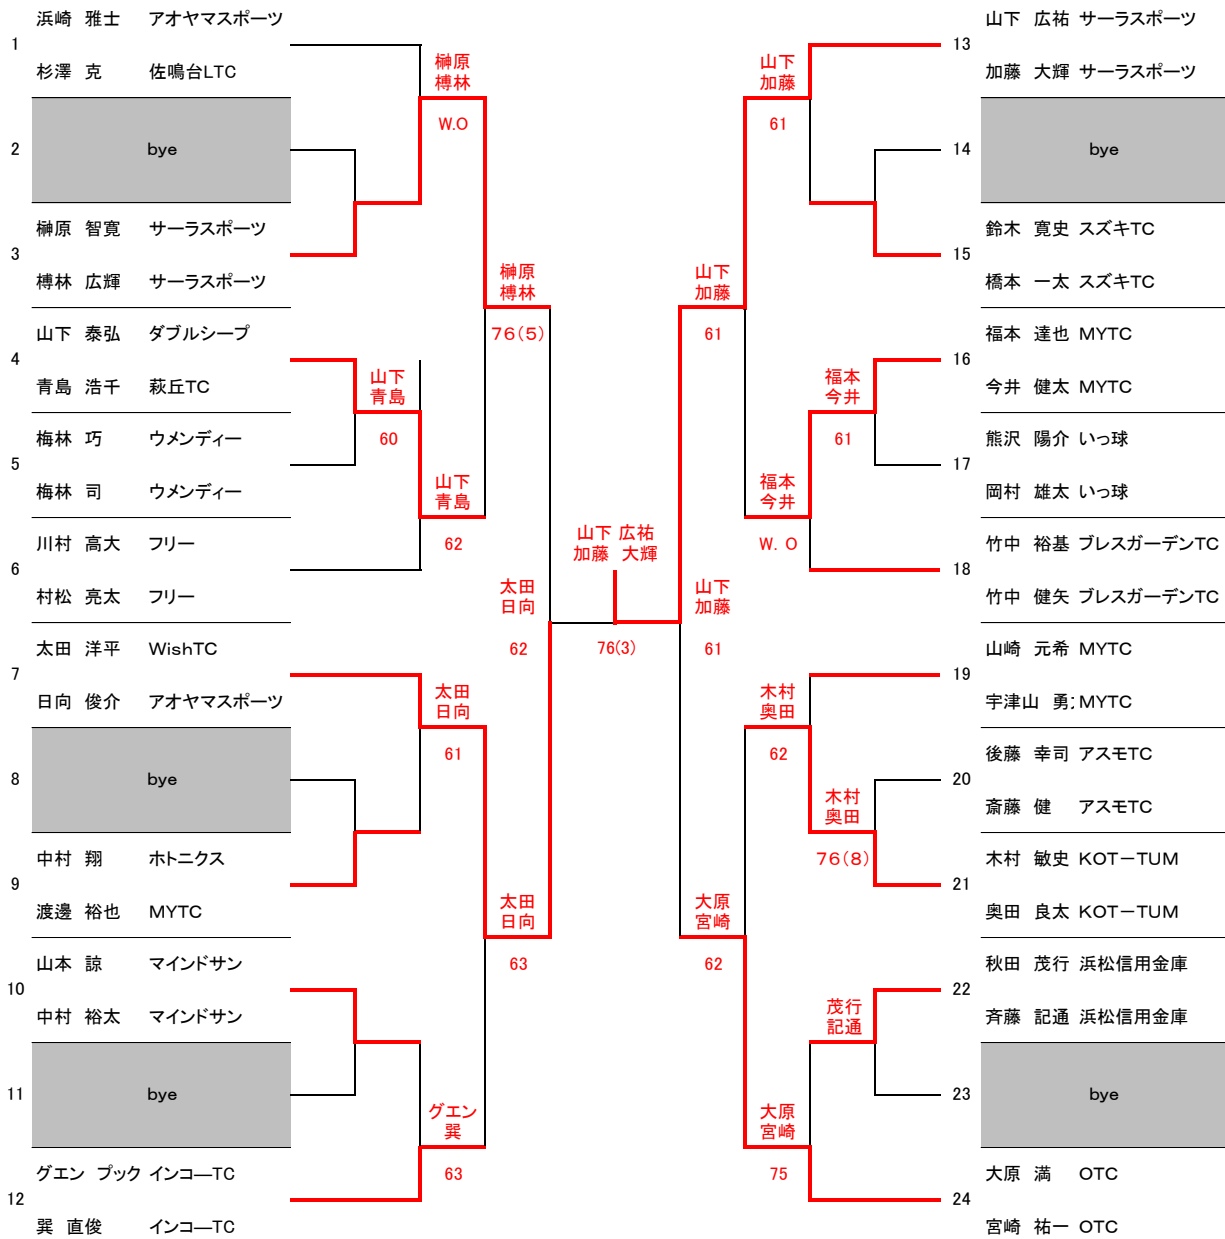 浜崎 雅士 アオヤマスポーツ
1
杉澤 克 佐鳴台LTC
2 bye
榊原 智寛 サーラスポーツ
3
榑林 広輝 サーラスポーツ
山下 泰弘 ダブルシープ
4
青島 浩千 萩丘TC
梅林 巧 ウメンディー
5
梅林 司 ウメンディー
川村 高大 フリー
6
村松 亮太 フリー
太田 洋平 WishTC
7
日向 俊介 アオヤマスポーツ
8 bye
中村 翔 ホトニクス
9
渡邊 裕也 MYTC
山本 諒 マインドサン
10
中村 裕太 マインドサン
11 bye
グエン プック インコ―TC
12
巽 直俊 インコ―TC
山下
青島
60
榊原
榑林
W.O
山下
青島
62
太田
日向
61
グエン
巽
63
榊原
榑林
76(5)
太田
日向
63
太田
日向
62
山下 広祐
加藤 大輝
76(3)
山下
加藤
61
山下
加藤
61
大原
宮崎
62
山下
加藤
61
福本
今井
W. O
木村
奥田
62
大原
宮崎
75
福本
今井
61
木村
奥田
76(8)
茂行
記通
山下 広祐 サーラスポーツ
13
加藤 大輝 サーラスポーツ
14 bye
鈴木 寛史 スズキTC
15
橋本 一太 スズキTC
福本 達也 MYTC
16
今井 健太 MYTC
熊沢 陽介 いっ球
17
岡村 雄太 いっ球
竹中 裕基 ブレスガーデンTC
18
竹中 健矢 ブレスガーデンTC
山崎 元希 MYTC
19
宇津山 勇 MYTC
後藤 幸司 アスモTC
20
斎藤 健 アスモTC
木村 敏史 KOT－TUM
21
奥田 良太 KOT－TUM
秋田 茂行 浜松信用金庫
22
斉藤 記通 浜松信用金庫
23 bye
大原 満 OTC
24
宮崎 祐一 OTC